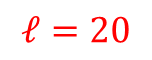 ℓ = 20